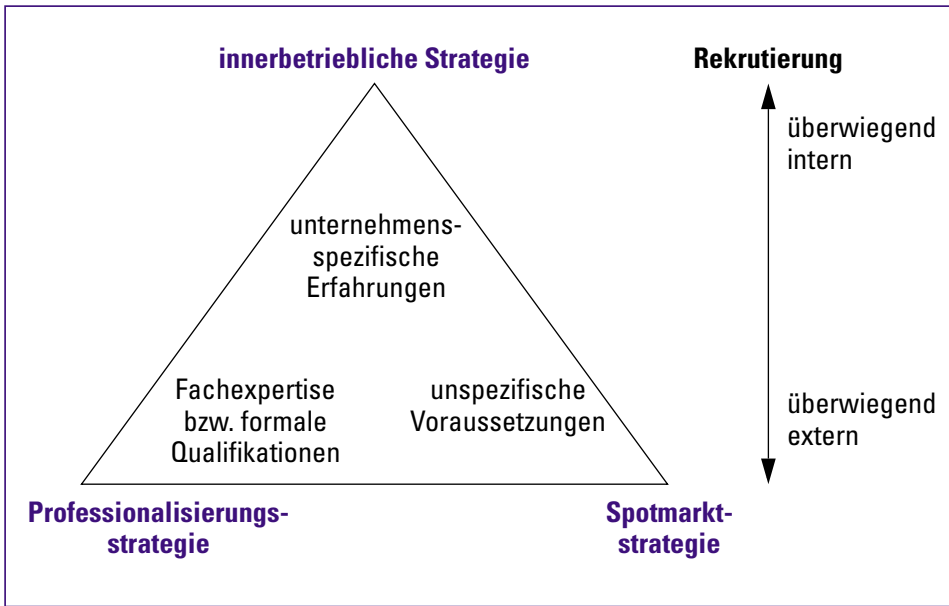 innerbetriebliche Strategie
Rekrutierung
überwiegend
intern
unternehmens-
spezifische
Erfahrungen
Fachexpertise
bzw. formale
Qualifikationen
unspezifische
Voraussetzungen
überwiegend
extern
Professionalisierungs-
strategie
Spotmarkt-
strategie